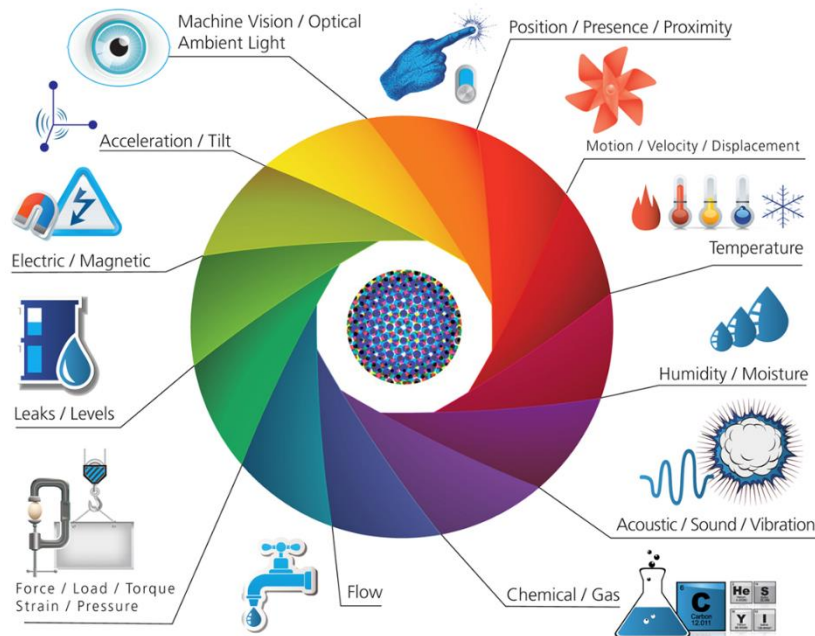 Machine Vision / Optical
Ambient Light
Position / Presence / Proximity
Motion / Velocity / Displacement
Acceleration / Tilt
Temperature
Electric / Magnetic
Humidity / Moisture
Leaks / Levels
Acoustic / Sound / Vibration
Force / Load / Torque
Strain / Pressure
Flow
Chemical / Gas
C
Carbon
12.011
He
S
Y
I